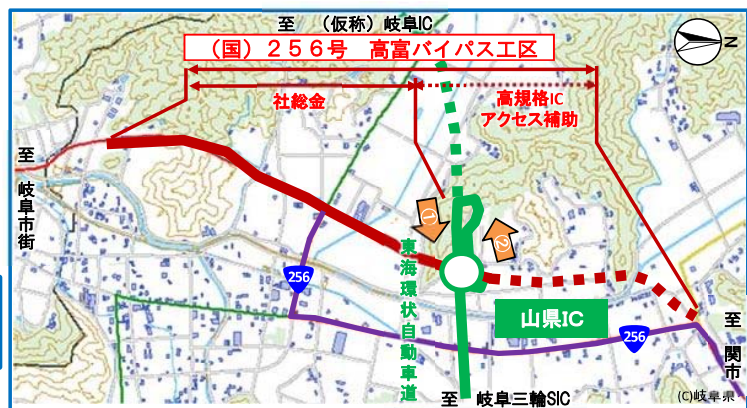 至 (仮称)岐阜IC
(国)256号 高富バイパス工区
N
社総金
高規格IC
アクセス補助
至 岐阜市街
①
②
256
東海環状自動車道
山県IC
256
至 関市
至 岐阜三輪SIC
(C)岐阜県